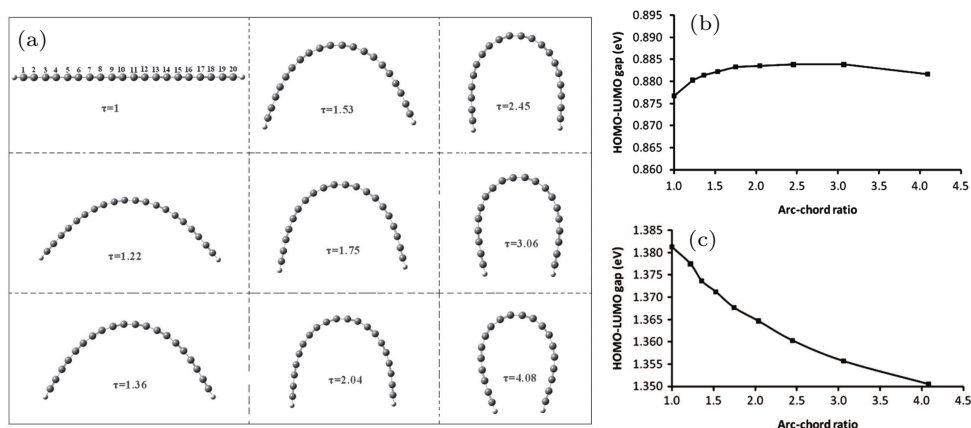 (a)
1 2 3 4 5 6 7 8 9 10 11 12 13 14 15 16 17 18 19 20
τ=1
τ=1.53
τ=2.45
τ=1.22
τ=1.75
τ=3.06
τ=1.36
τ=2.04
τ=4.08
(b)
HOMO-LUMO gap (eV)
0.895
0.890
0.885
0.880
0.875
0.870
0.865
0.860
1.0 1.5 2.0 2.5 3.0 3.5 4.0 4.5
Arc-chord ratio
(c)
HOMO-LUMO gap (eV)
1.385
1.380
1.375
1.370
1.365
1.360
1.355
1.350
1.0 1.5 2.0 2.5 3.0 3.5 4.0 4.5
Arc-chord ratio